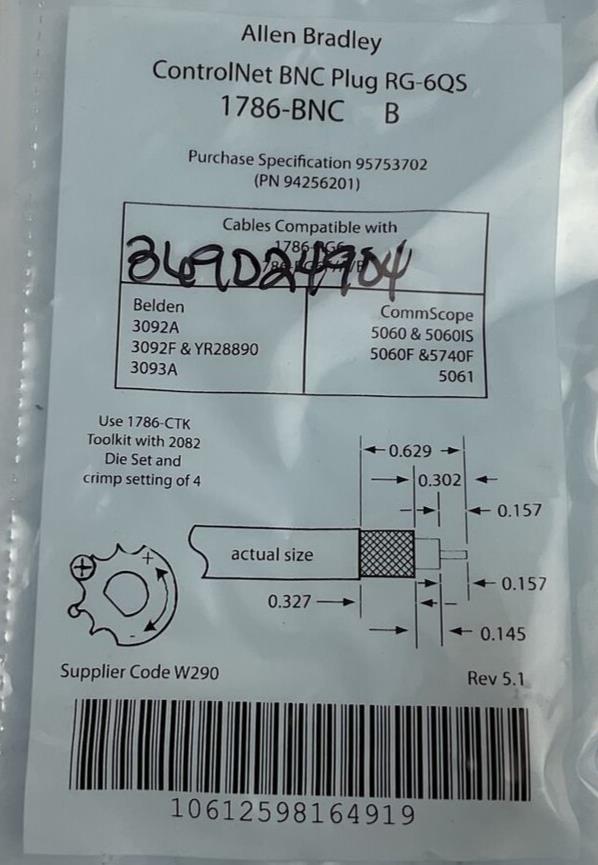 Allen Bradley
ControlNet BNC Plug RG-6QS
1786-BNC B
Purchase Specification 95753702
(PN 94256201)
Cables Compatible with
3690249904
Belden
3092A
3092F & YR28890
3093A
CommScope
5060 & 5060IS
5060F &5740F
5061
Use 1786-CTK
Toolkit with 2082
Die Set and
crimp setting of 4
0.629
0.302
0.157
actual size
0.157
0.327
0.145
+
-
Supplier Code W290
Rev 5.1
10612598164919